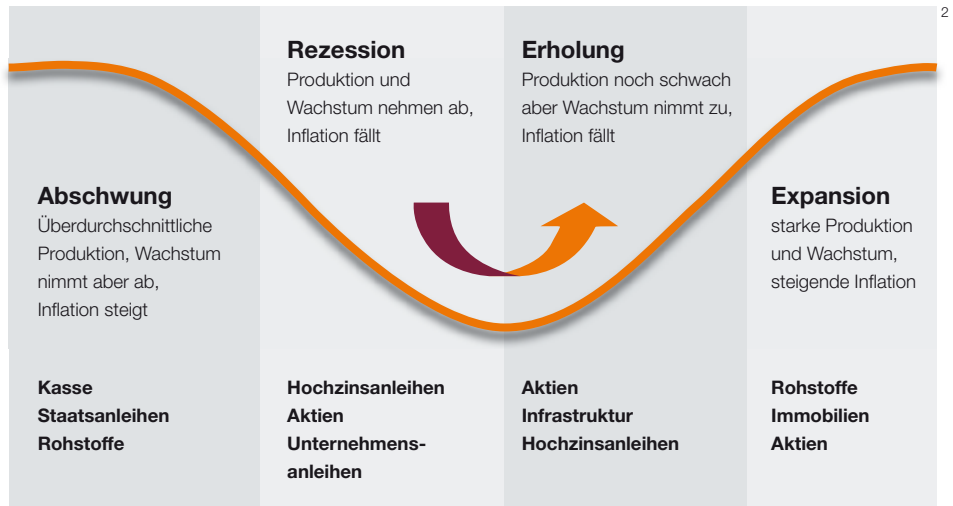 2
Abschwung
Überdurchschnittliche
Produktion, Wachstum
nimmt aber ab,
Inflation steigt
Rezession
Produktion und
Wachstum nehmen ab,
Inflation fällt
Erholung
Produktion noch schwach
aber Wachstum nimmt zu,
Inflation fällt
Expansion
starke Produktion
und Wachstum,
steigende Inflation
Kasse
Staatsanleihen
Rohstoffe
Hochzinsanleihen
Aktien
Unternehmens-
anleihen
Aktien
Infrastruktur
Hochzinsanleihen
Rohstoffe
Immobilien
Aktien